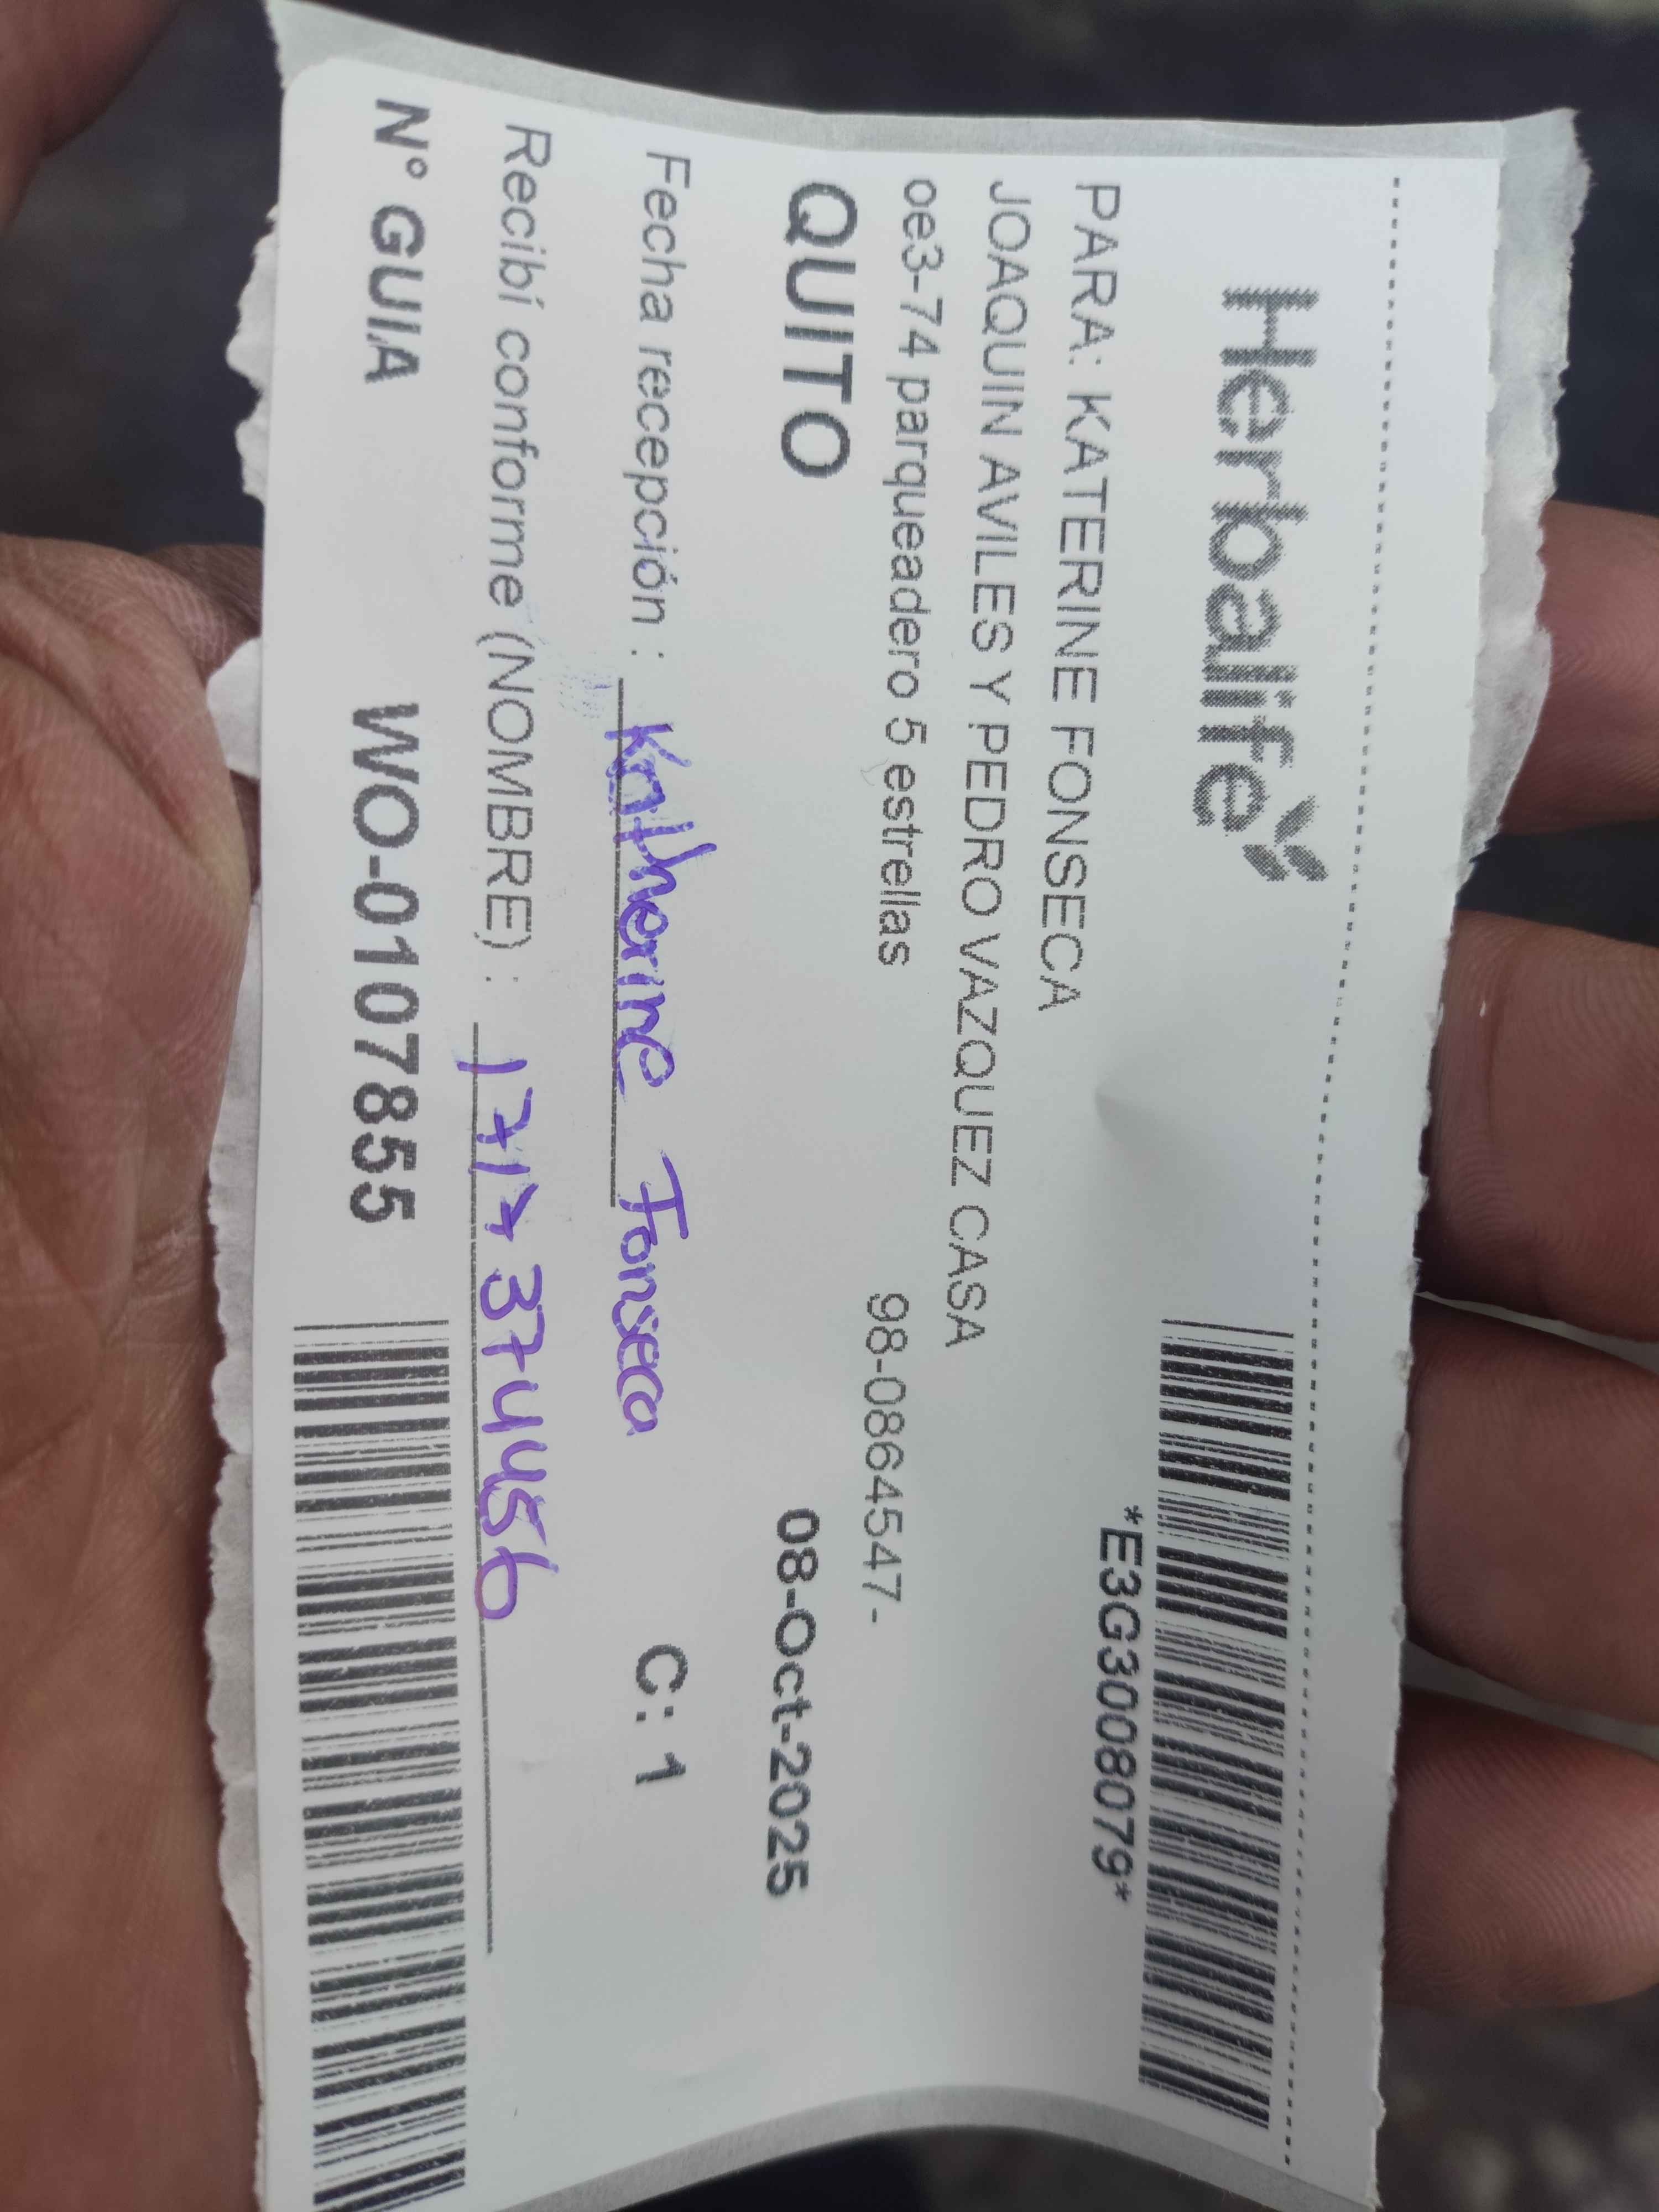 Herbalife
*E3G3008079*
PARA: KATERINE FONSECA
JOAQUIN AVILES Y PEDRO VAZQUEZ CASA
oe3-74 parqueadero 5 estrellas 98-0864547-
QUITO 08-Oct-2025
Fecha recepción : Katherine Fonseca C: 1
Recibí conforme (NOMBRE) : 1717374456
N° GUIA WO-0107855